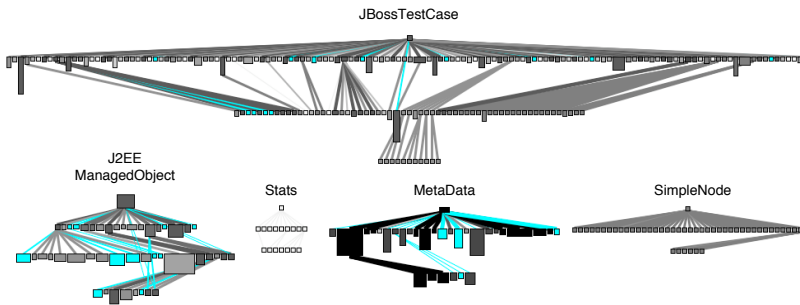 JBossTestCase
J2EE
ManagedObject
Stats
MetaData
SimpleNode